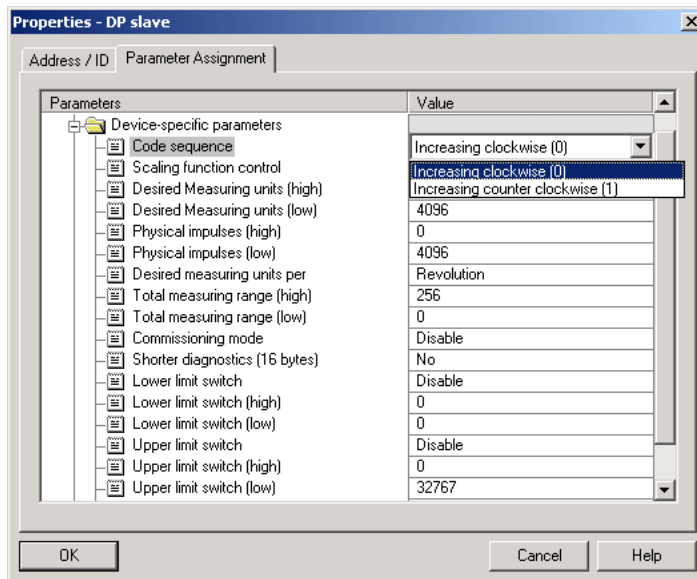 Properties - DP slave
Address / ID Parameter Assignment
Parameters Value
Device-specific parameters
Code sequence Increasing clockwise (0)
Scaling function control Increasing clockwise (0)
Desired Measuring units (high) Increasing counter clockwise (1)
Desired Measuring units (low) 4096
Physical impulses (high) 0
Physical impulses (low) 4096
Desired measuring units per Revolution
Total measuring range (high) 256
Total measuring range (low) 0
Commissioning mode Disable
Shorter diagnostics (16 bytes) No
Lower limit switch Disable
Lower limit switch (high) 0
Lower limit switch (low) 0
Upper limit switch Disable
Upper limit switch (high) 0
Upper limit switch (low) 32767
OK Cancel Help